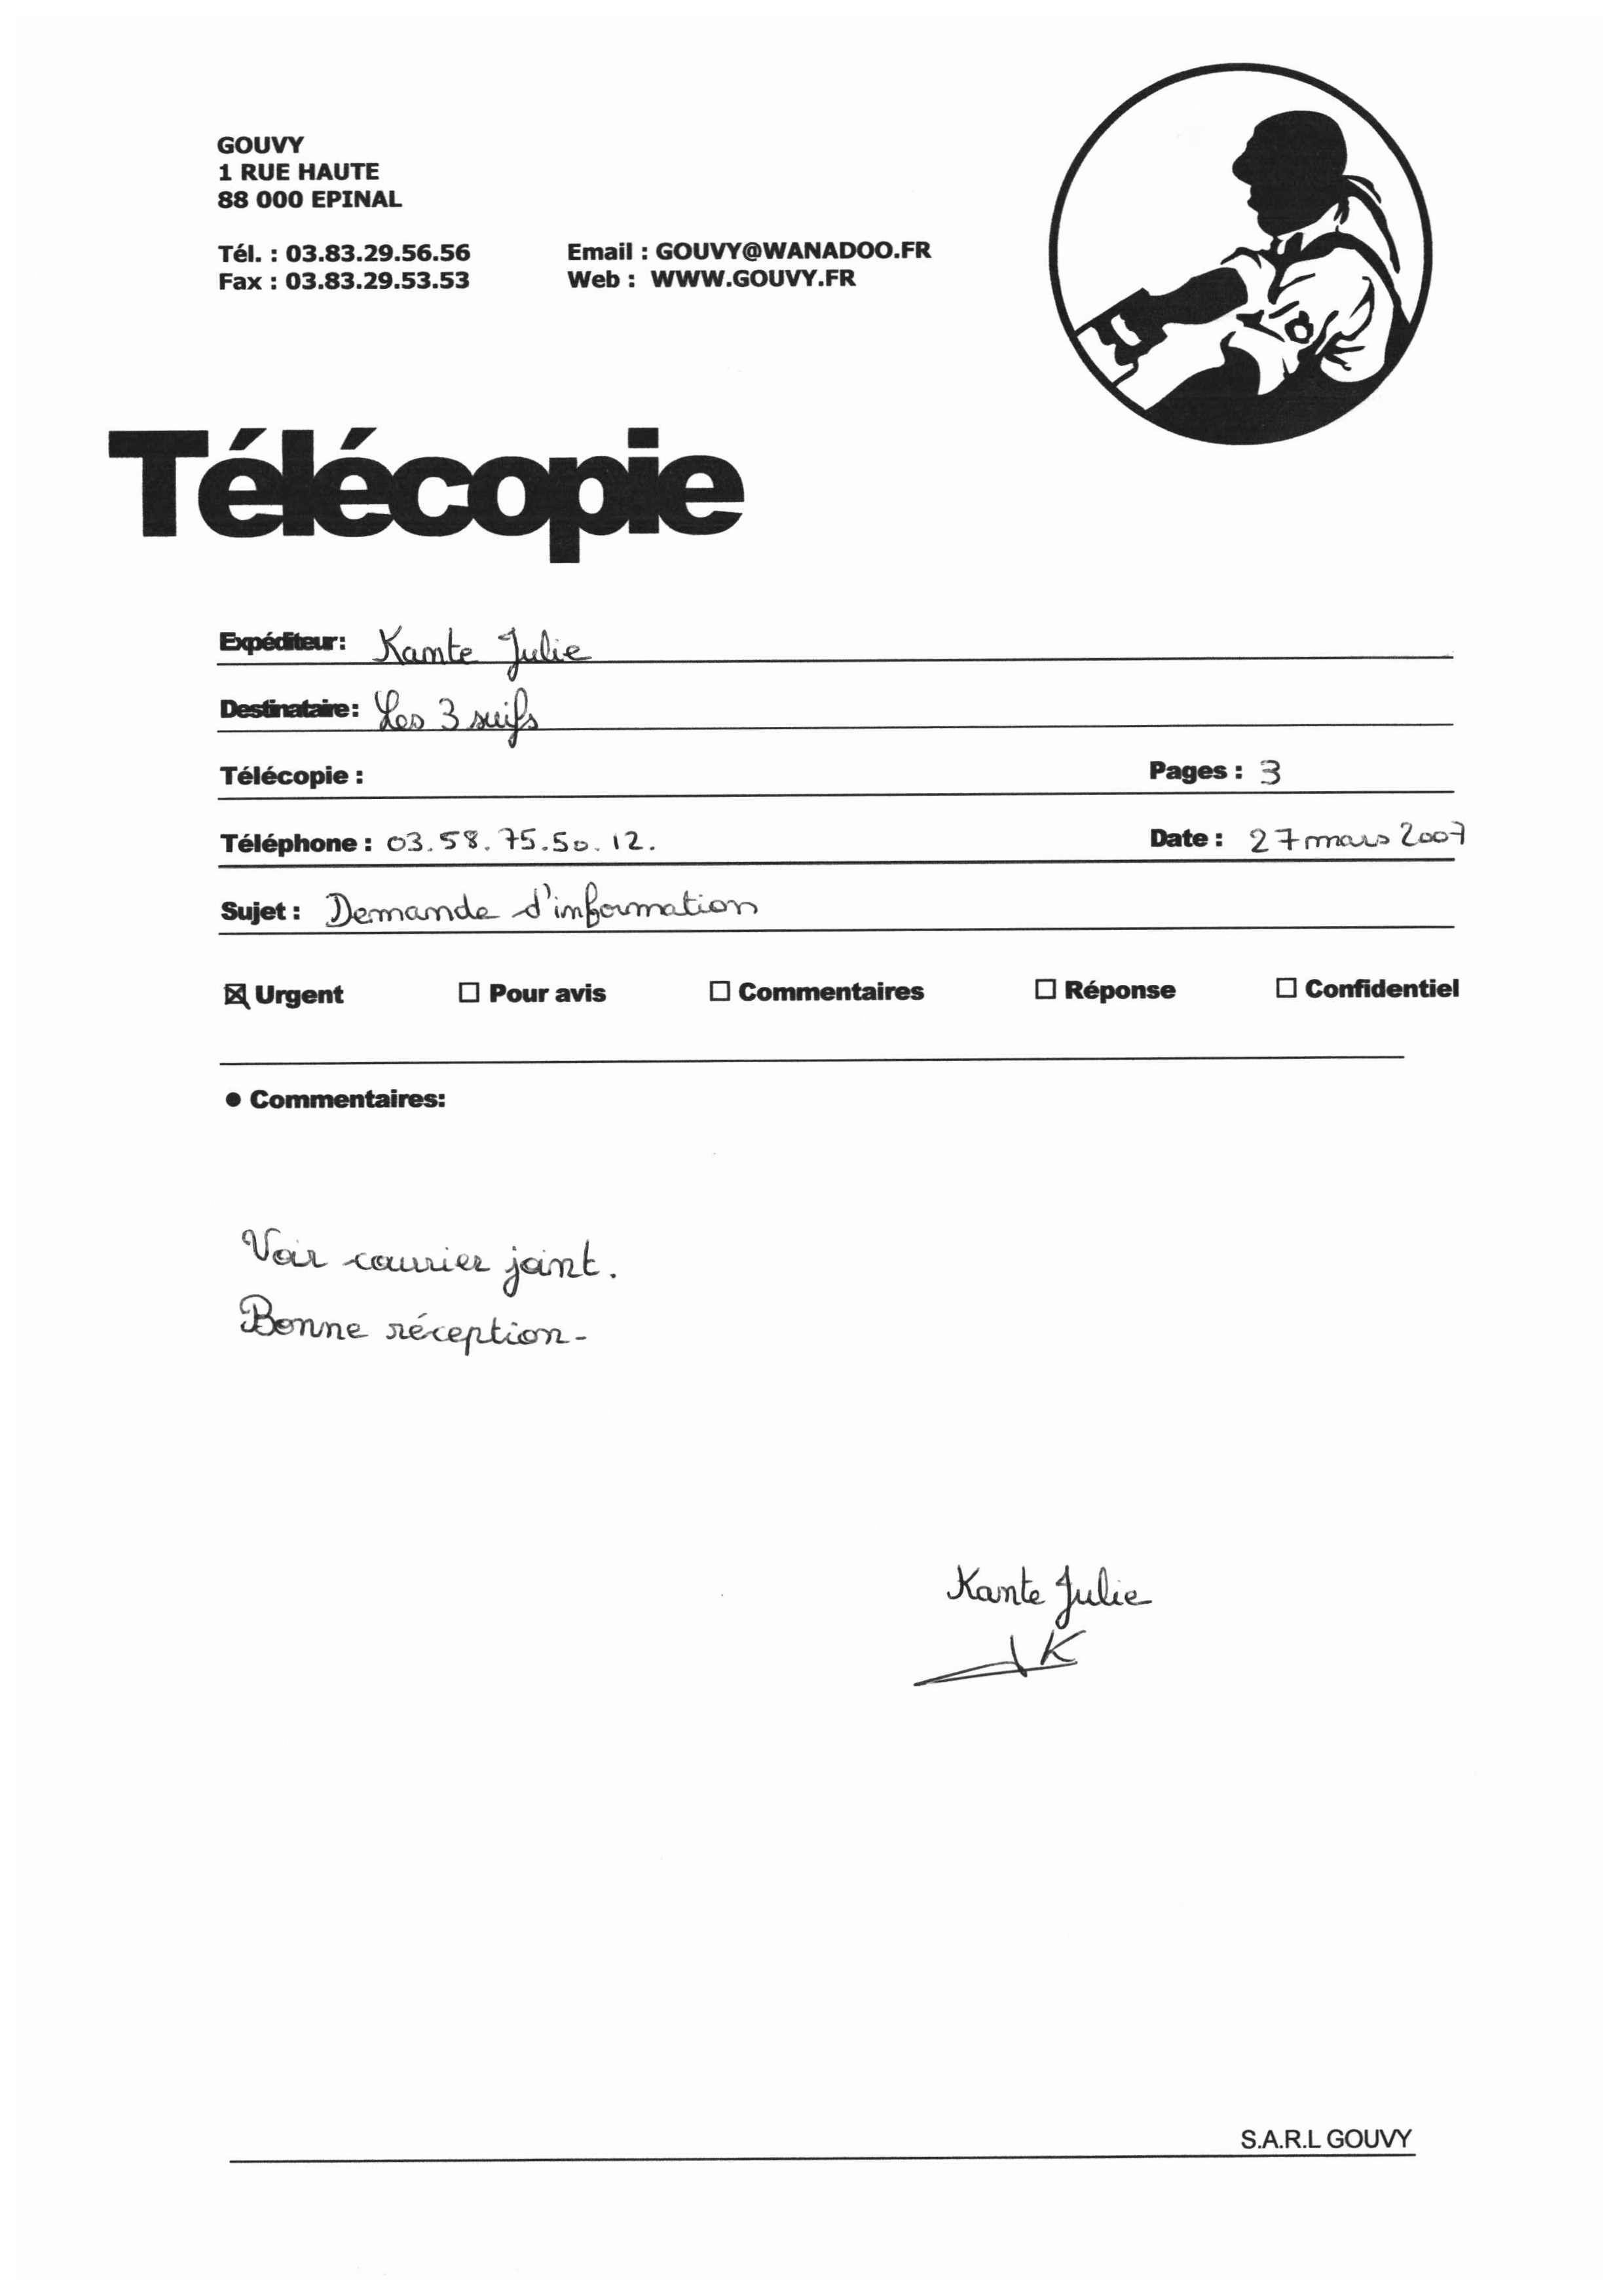 GOUVY
1 RUE HAUTE
88 000 EPINAL
Tél. : 03.83.29.56.56 Email : GOUVY@WANADOO.FR
Fax : 03.83.29.53.53 Web : WWW.GOUVY.FR
Télécopie
Expéditeur: Kante Julie
Destinataire: Les 3 suifs
Télécopie : Pages : 3
Téléphone : 03.58.75.50.12. Date : 27 mars 2007
Sujet : Demande d'information
☒ Urgent ☐ Pour avis ☐ Commentaires ☐ Réponse ☐ Confidentiel
• Commentaires:
Voir courrier joint.
Bonne réception-
Kante Julie
JK
S.A.R.L GOUVY